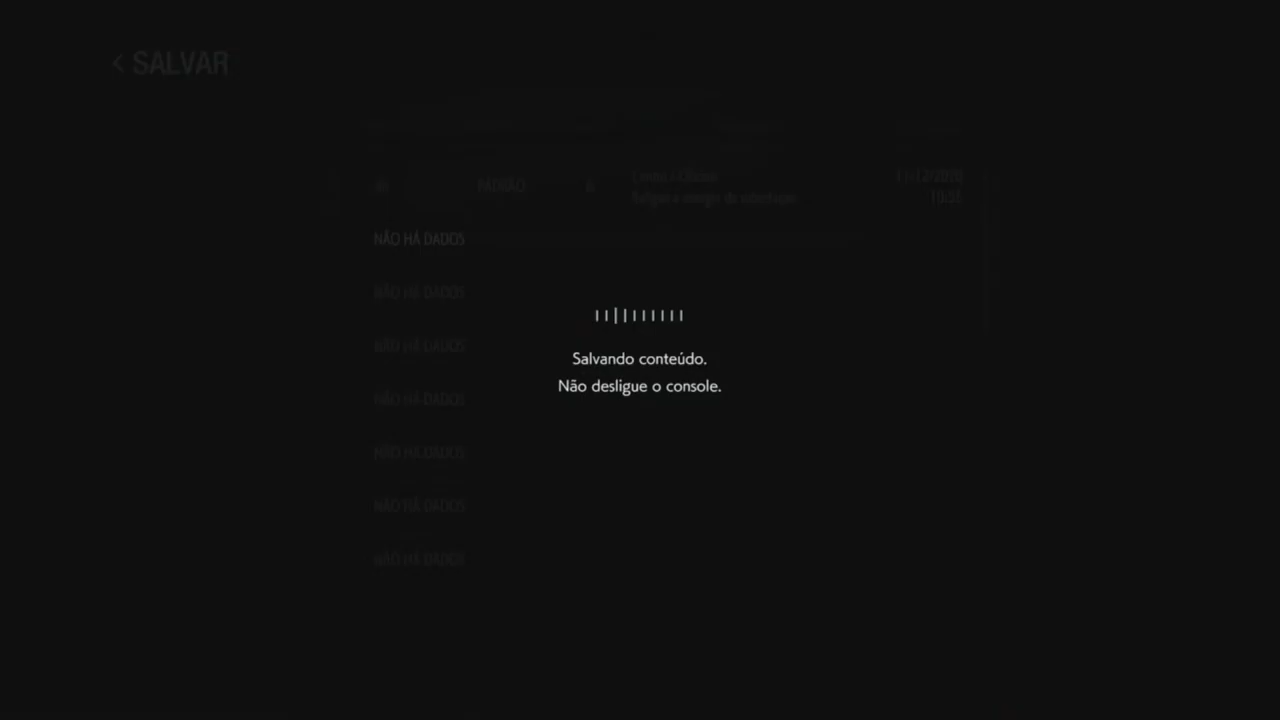 < SALVAR
PADRÃO
NÃO HÁ DADOS
NÃO HÁ DADOS
Salvando conteúdo.
NÃO HÁ DADOS
Não desligue o console.
NÃO HÁ DADOS
NÃO HÁ DADOS
NÃO HÁ DADOS
NÃO HÁ DADOS